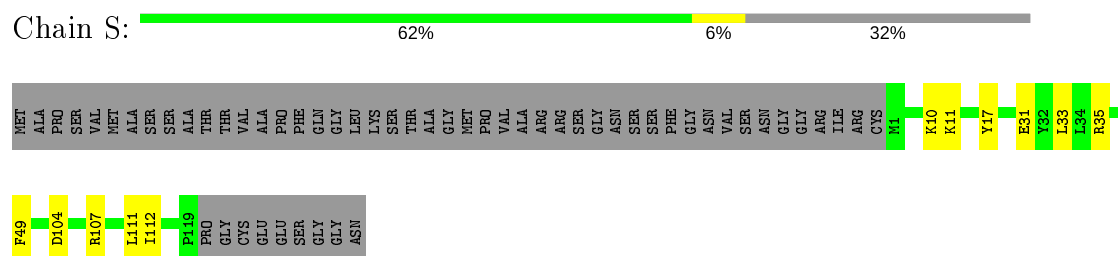 Chain S:
62% 6% 32%
MET ALA PRO SER VAL MET ALA SER SER ALA THR THR VAL ALA PRO PHE GLN GLY LEU LYS SER THR ALA GLY MET PRO VAL ALA ARG ARG SER GLY ASN SER SER PHE GLY ASN VAL SER ASN GLY GLY ARG ILE ARG CYS M1 K10 K11 Y17 E31 Y32 L33 L34 R35
F49 D104 R107 L111 I112 P119 PRO GLY CYS GLU GLU SER GLY GLY ASN